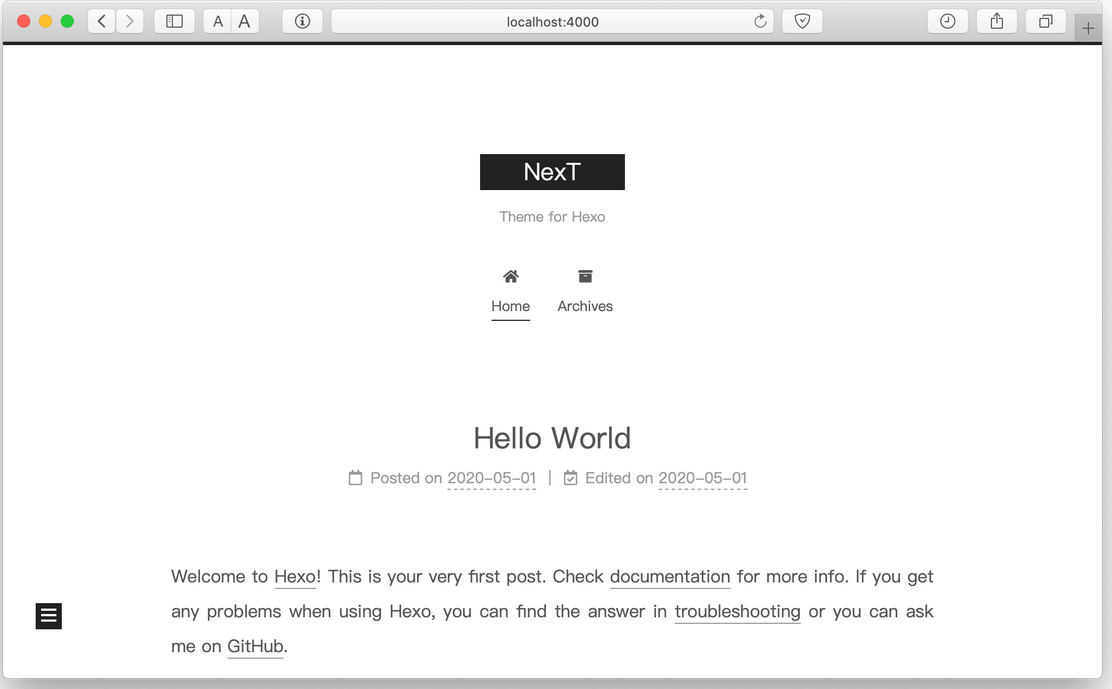 A A
localhost:4000
NexT
Theme for Hexo
Home Archives
Hello World
Posted on 2020-05-01 | Edited on 2020-05-01
Welcome to Hexo! This is your very first post. Check documentation for more info. If you get
any problems when using Hexo, you can find the answer in troubleshooting or you can ask
me on GitHub.